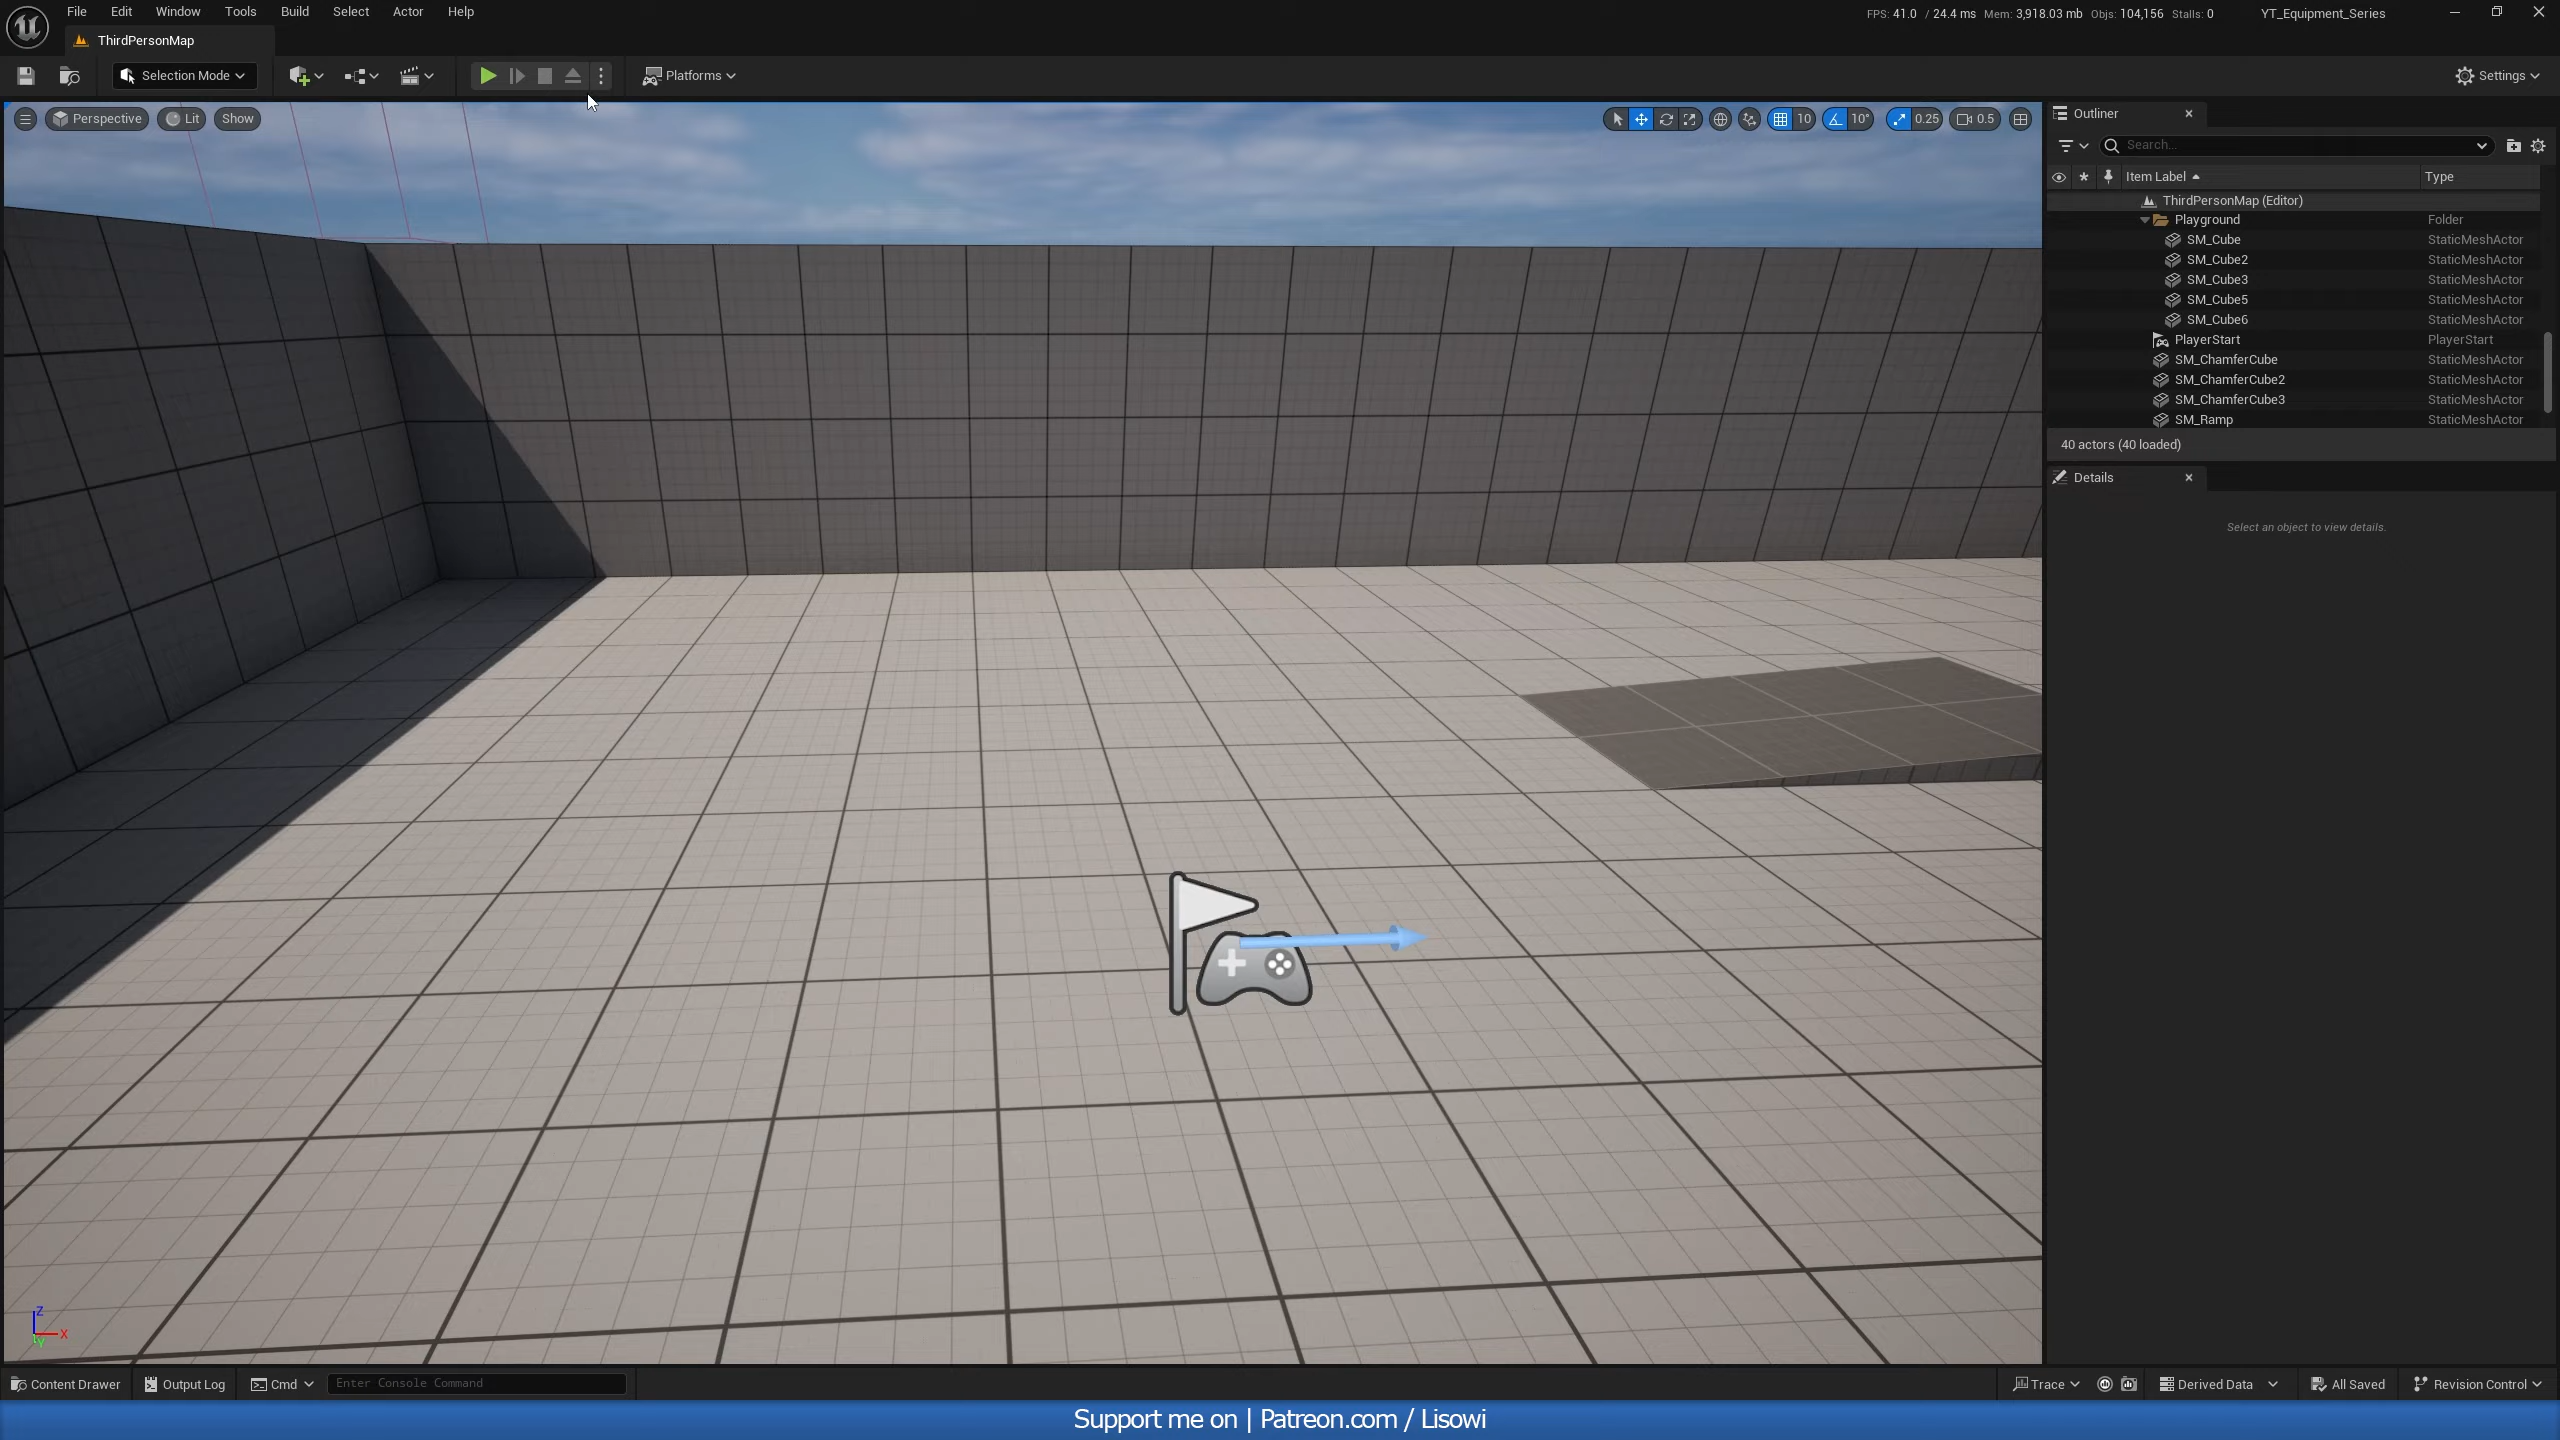 File Edit Window Tools Build Select Actor Help
FPS: 41.0 / 24.4 ms Mem: 3,918.03 mb Objs: 104,156 Stalls: 0
YT_Equipment_Series
ThirdPersonMap
Selection Mode
Platforms
Settings
Perspective Lit Show
10 10° 0.25 0.5
Outliner
Search...
Item Label Type
ThirdPersonMap (Editor)
Playground Folder
SM_Cube StaticMeshActor
SM_Cube2 StaticMeshActor
SM_Cube3 StaticMeshActor
SM_Cube5 StaticMeshActor
SM_Cube6 StaticMeshActor
PlayerStart PlayerStart
SM_ChamferCube StaticMeshActor
SM_ChamferCube2 StaticMeshActor
SM_ChamferCube3 StaticMeshActor
SM_Ramp StaticMeshActor
40 actors (40 loaded)
Details
Select an object to view details.
Z
X
Y
Content Drawer Output Log Cmd Enter Console Command
Trace Derived Data All Saved Revision Control
Support me on | Patreon.com / Lisowi